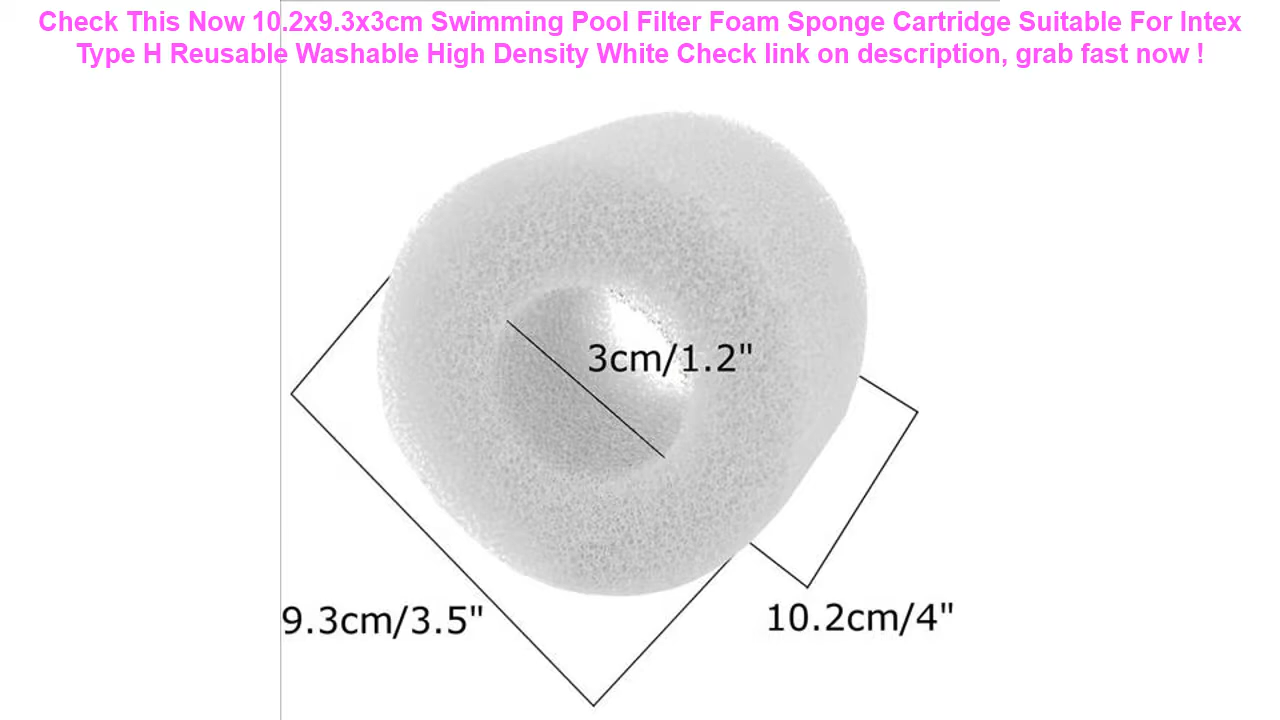 Check This Now 10.2x9.3x3cm Swimming Pool Filter Foam Sponge Cartridge Suitable For Intex
Type H Reusable Washable High Density White Check link on description, grab fast now !
3cm/1.2"
9.3cm/3.5"
10.2cm/4"